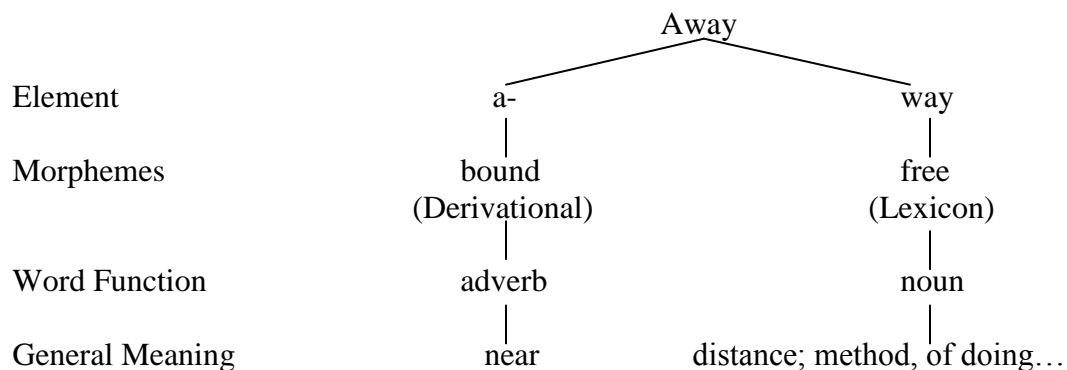 Away
Element a- way
Morphemes bound free
(Derivational) (Lexicon)
Word Function adverb noun
General Meaning near distance; method, of doing…